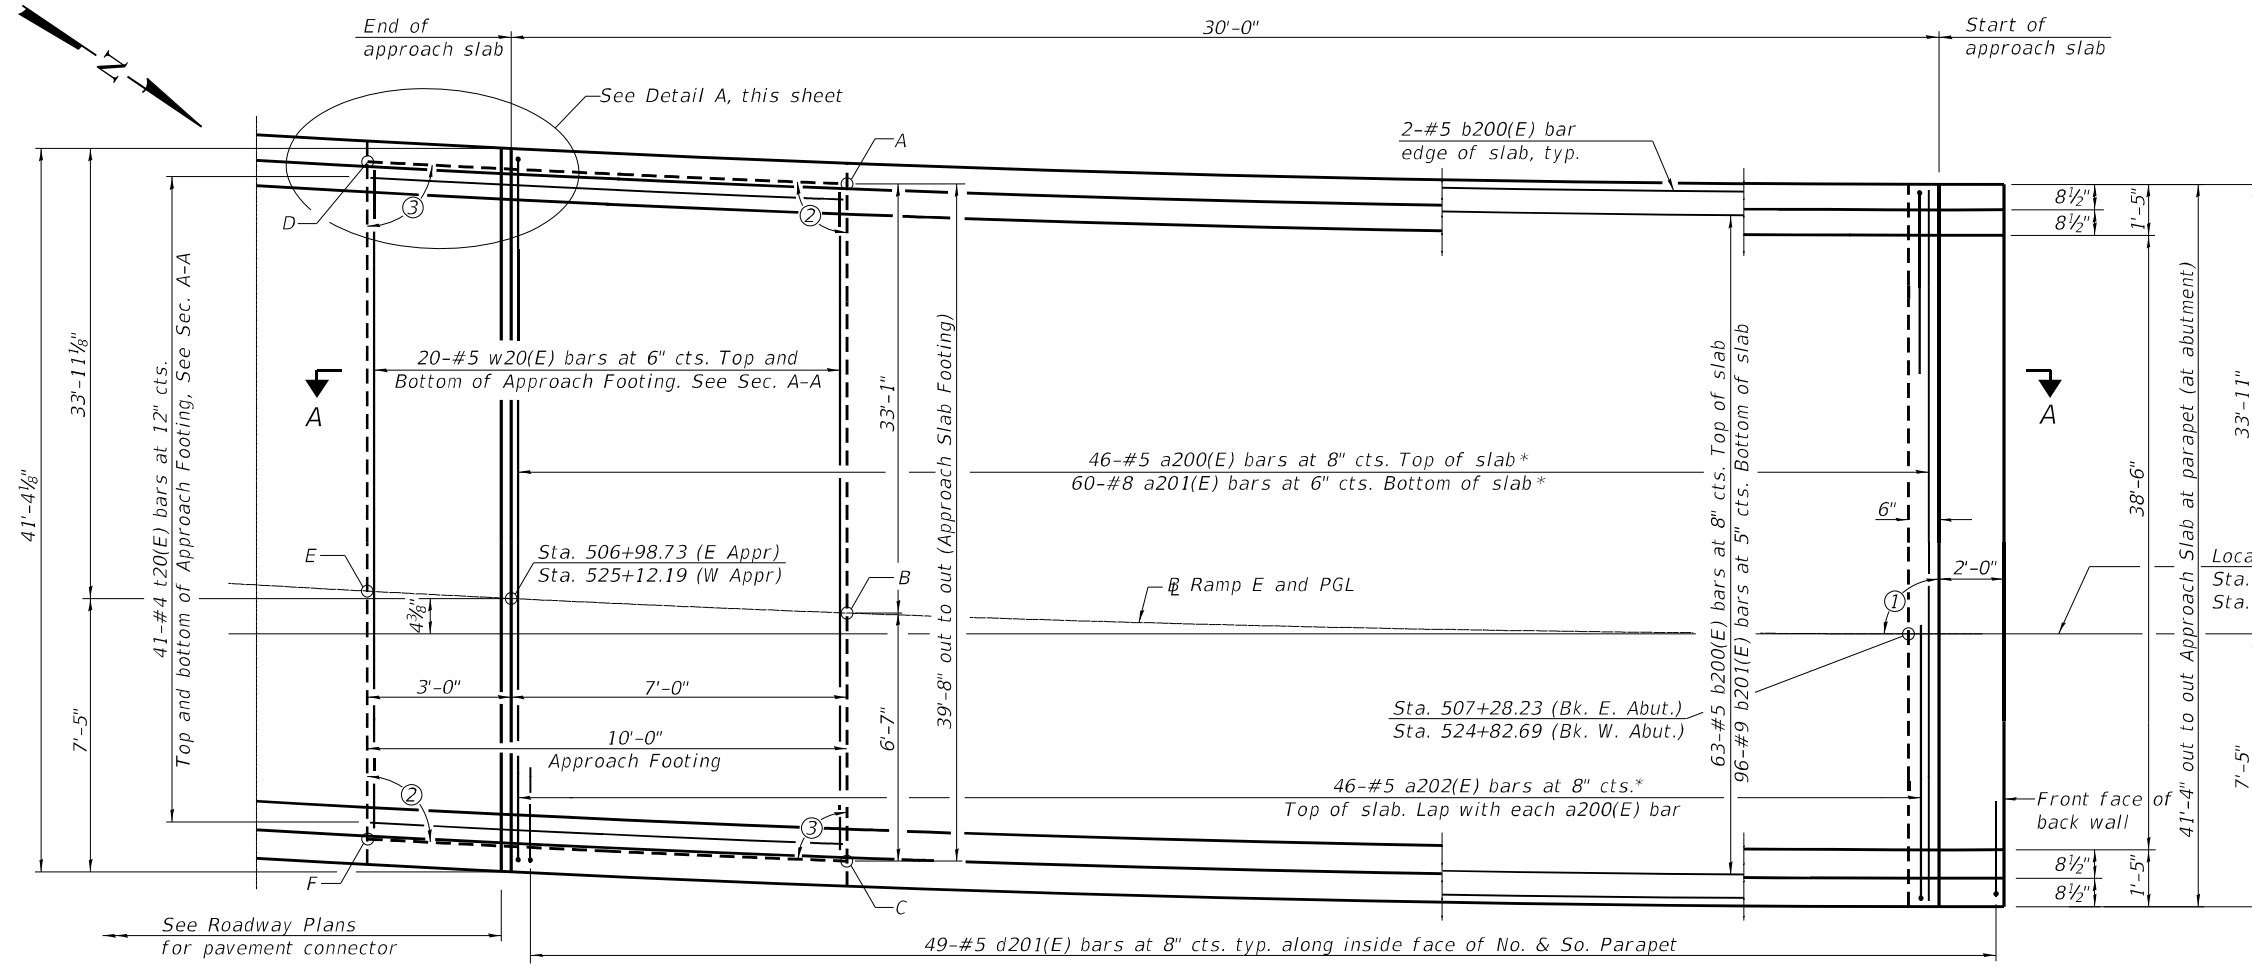 End of
approach slab
30'-0"
Start of
approach slab
N
See Detail A, this sheet
A
2-#5 b200(E) bar
edge of slab, typ.
D
3
2
8½"
8½"
1'-5"
41'-4⅛"
33'-11⅛"
7'-5"
41-#4 t20(E) bars at 12" cts.
Top and bottom of Approach Footing, See Sec. A-A
20-#5 w20(E) bars at 6" cts. Top and
Bottom of Approach Footing. See Sec. A-A
A
33'-1"
39'-8" out to out (Approach Slab Footing)
46-#5 a200(E) bars at 8" cts. Top of slab*
60-#8 a201(E) bars at 6" cts. Bottom of slab*
63-#5 b200(E) bars at 8" cts. Top of slab
96-#9 b201(E) bars at 5" cts. Bottom of slab
A
38'-6"
41'-4" out to out Approach Slab at parapet (at abutment)
33'-11"
6"
E
Sta. 506+98.73 (E Appr)
Sta. 525+12.19 (W Appr)
B
℄ Ramp E and PGL
2'-0"
Sta.
Sta.
1
4⅜"
3'-0"
7'-0"
6'-7"
Sta. 507+28.23 (Bk. E. Abut.)
Sta. 524+82.69 (Bk. W. Abut.)
10'-0"
Approach Footing
7'-5"
2
3
46-#5 a202(E) bars at 8" cts.*
Top of slab. Lap with each a200(E) bar
Front face of
back wall
8½"
8½"
1'-5"
F
C
See Roadway Plans
for pavement connector
49-#5 d201(E) bars at 8" cts. typ. along inside face of No. & So. Parapet